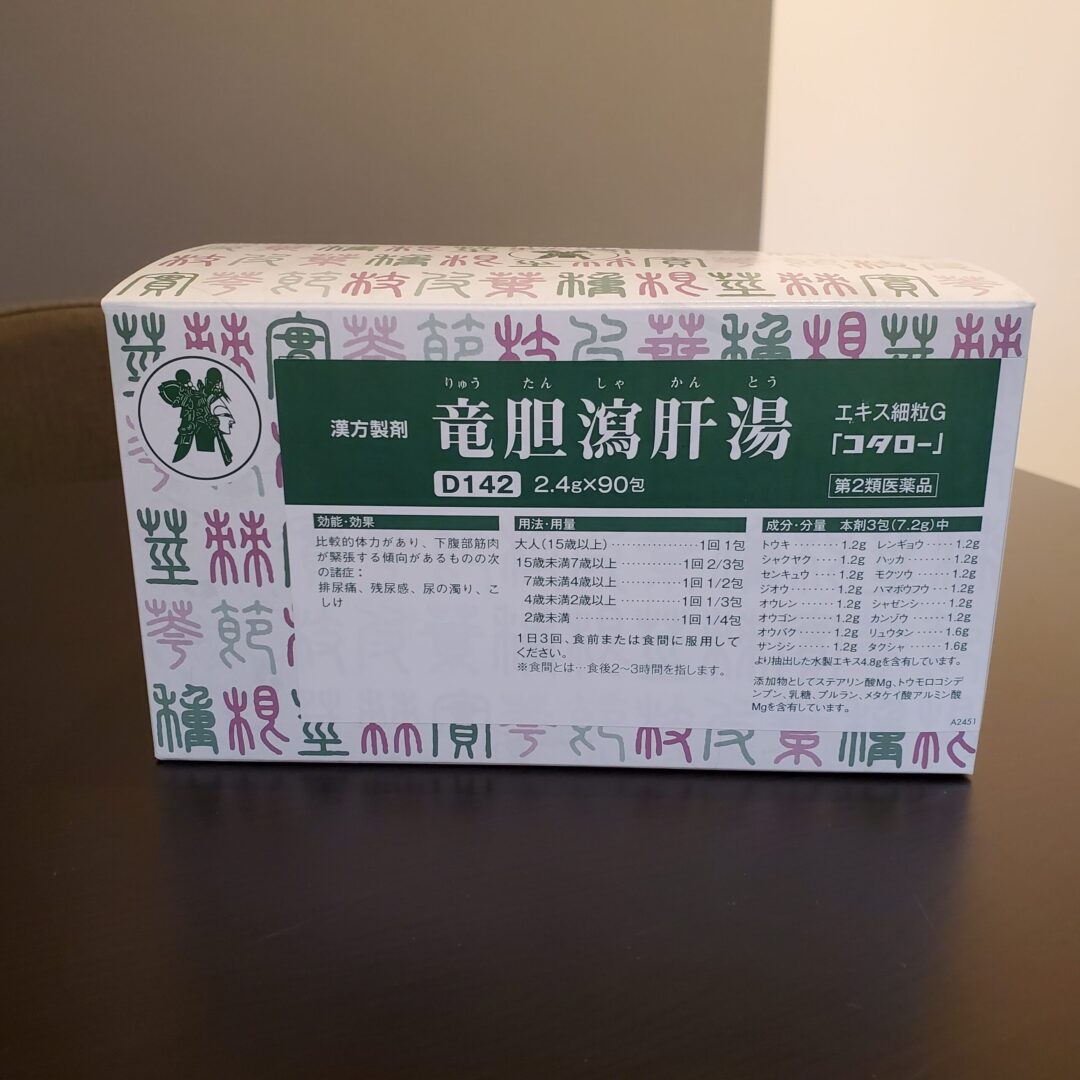 りゅう たん しゃ かん とう
漢方製剤 竜胆瀉肝湯 エキス細粒G
「コタロー」
D142 2.4g×90包 第2類医薬品
効能・効果
比較的体力があり、下腹部筋肉
が緊張する傾向があるものの次
の諸症：
排尿痛、残尿感、尿の濁り、こ
しけ
用法・用量
大人(15歳以上)……………1回 1包
15歳未満7歳以上…………1回 2/3包
7歳未満4歳以上…………1回 1/2包
4歳未満2歳以上…………1回 1/3包
2歳未満……………1回 1/4包
1日3回、食前または食間に服用して
ください。
※食間とは…食後2～3時間を指します。
成分・分量 本剤3包(7.2g)中
トウキ……1.2g レンギョウ……1.2g
シャクヤク……1.2g ハッカ……1.2g
センキュウ……1.2g モクツウ……1.2g
ジオウ……1.2g ハマボウフウ…1.2g
オウレン……1.2g シャゼンシ……1.2g
オウゴン……1.2g カンゾウ……1.2g
オウバク……1.2g リュウタン……1.6g
サンシシ……1.2g タクシャ……1.6g
より抽出した水製エキス4.8gを含有しています。
添加物としてステアリン酸Mg、トウモロコシデ
ンプン、乳糖、プルラン、メタケイ酸アルミン酸
Mgを含有しています。
A2451